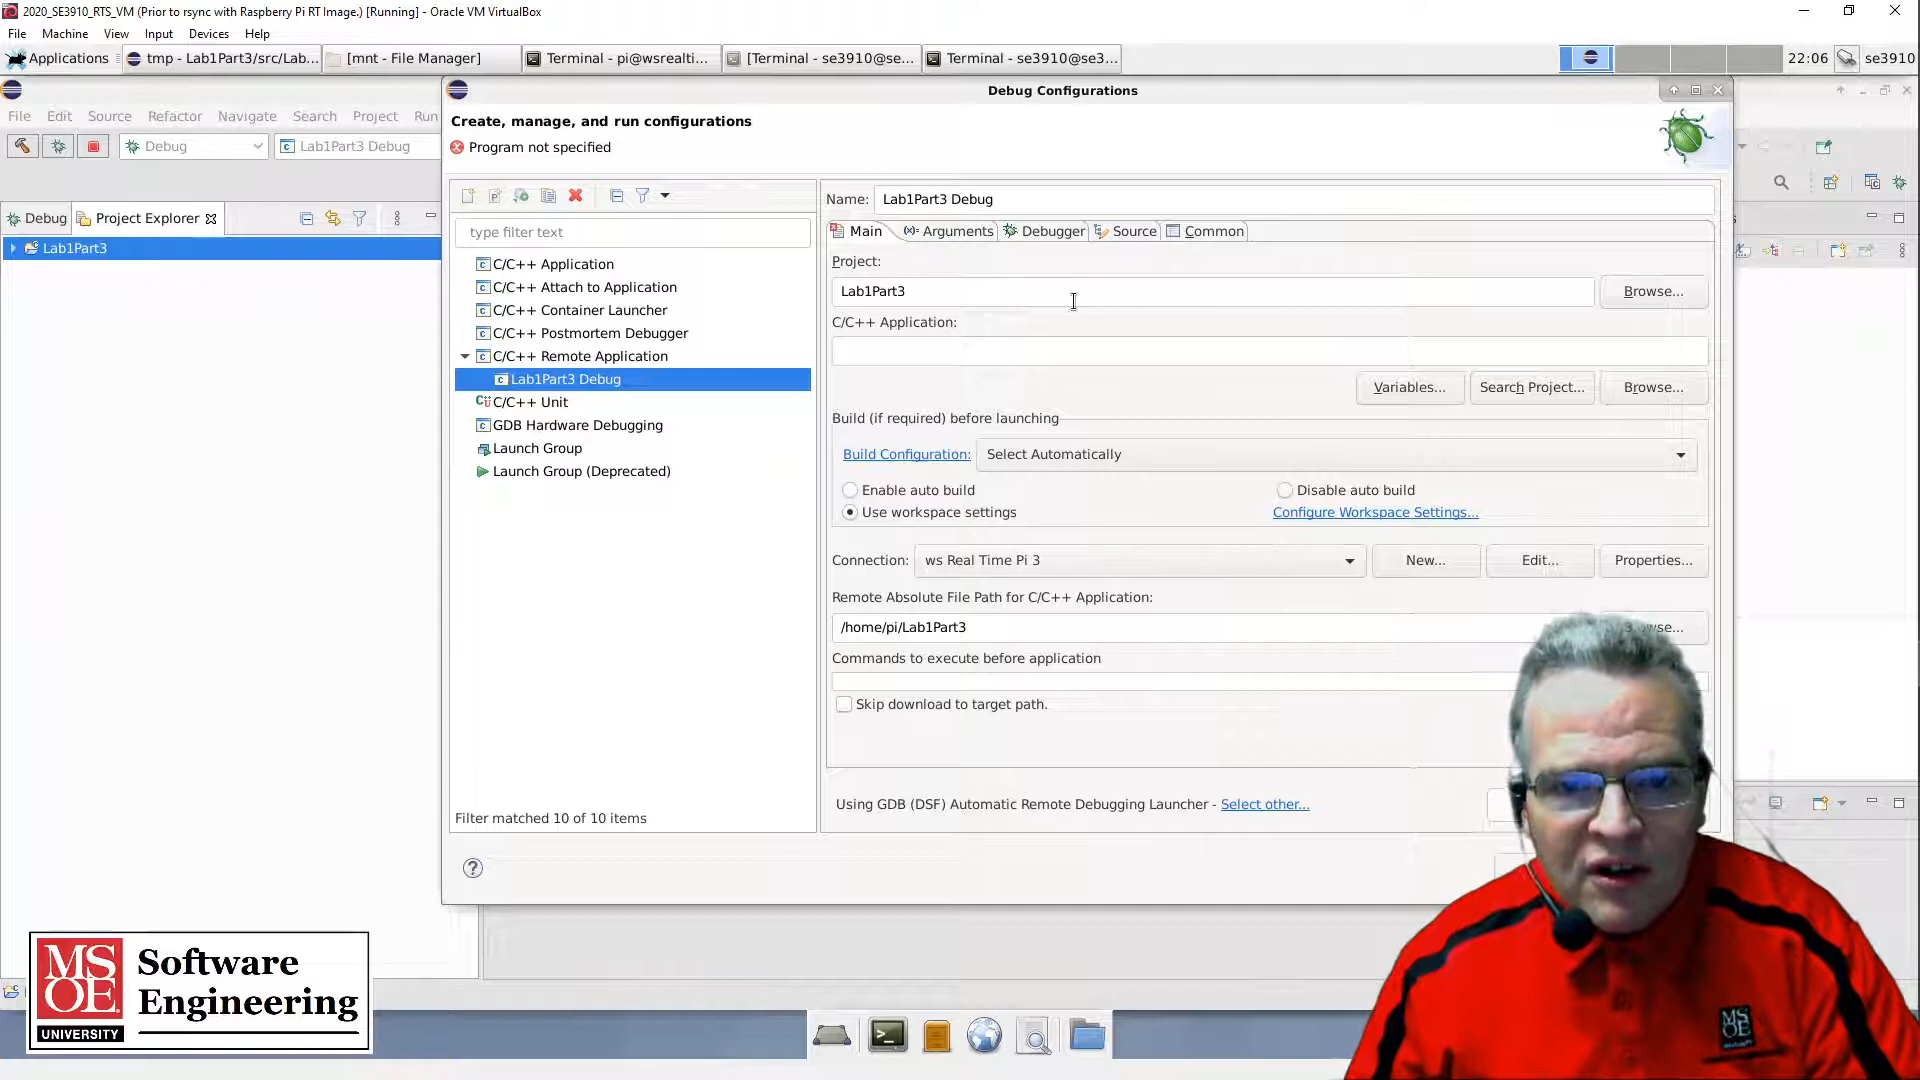 2020_SE3910_RTS_VM (Prior to rsync with Raspberry Pi RT Image.) [Running] - Oracle VM VirtualBox
File Machine View Input Devices Help
Applications tmp - Lab1Part3/src/Lab... [mnt - File Manager] Terminal - pi@wsrealti... [Terminal - se3910@se... Terminal - se3910@se3... 22:06 se3910
Debug Configurations
File Edit Source Refactor Navigate Search Project Run
Create, manage, and run configurations
Debug Lab1Part3 Debug
Program not specified
Debug Project Explorer
Lab1Part3
type filter text
C/C++ Application
C/C++ Attach to Application
C/C++ Container Launcher
C/C++ Postmortem Debugger
C/C++ Remote Application
Lab1Part3 Debug
C/C++ Unit
GDB Hardware Debugging
Launch Group
Launch Group (Deprecated)
Filter matched 10 of 10 items
Name: Lab1Part3 Debug
Main Arguments Debugger Source Common
Project:
Lab1Part3 Browse...
C/C++ Application:
Variables... Search Project... Browse...
Build (if required) before launching
Build Configuration: Select Automatically
Enable auto build Disable auto build
Use workspace settings Configure Workspace Settings...
Connection: ws Real Time Pi 3 New... Edit... Properties...
Remote Absolute File Path for C/C++ Application:
/home/pi/Lab1Part3
Commands to execute before application
Skip download to target path.
Using GDB (DSF) Automatic Remote Debugging Launcher - Select other...
MSOE
UNIVERSITY
Software
Engineering
MS
OE